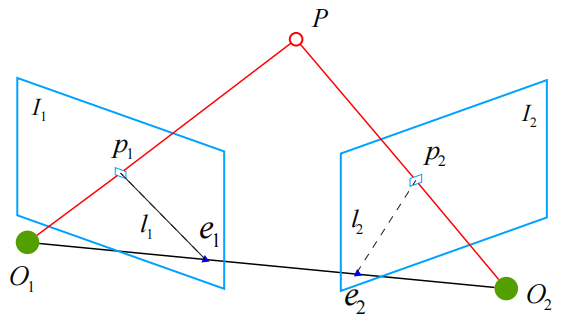 P
I₁
I₂
p₁
p₂
l₁
e₁
l₂
O₁
e₂
O₂